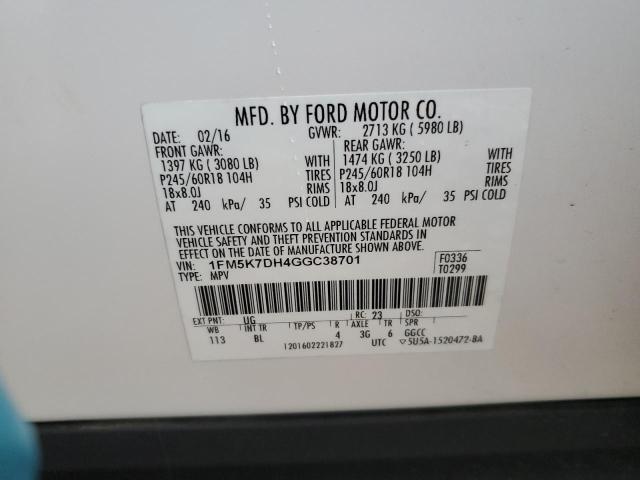 MFD. BY FORD MOTOR CO.
DATE: 02/16 GVWR: 2713 KG ( 5980 LB)
FRONT GAWR: REAR GAWR:
1397 KG ( 3080 LB) WITH 1474 KG ( 3250 LB) WITH
P245/60R18 104H TIRES P245/60R18 104H TIRES
18x8.0J RIMS 18x8.0J RIMS
AT 240 kPa/ 35 PSI COLD AT 240 kPa/ 35 PSI COLD
THIS VEHICLE CONFORMS TO ALL APPLICABLE FEDERAL MOTOR
VEHICLE SAFETY AND THEFT PREVENTION STANDARDS IN
EFFECT ON THE DATE OF MANUFACTURE SHOWN ABOVE.
VIN: 1FM5K7DH4GGC38701 F0336
TYPE: MPV T0299
EXT PNT: UG RC: 23 DSO:
WB INT TR TP/PS R AXLE TR SPR
113 BL 4 3G 6 GGCC
1201602221827 UTC ▽5U5A-1520472-BA